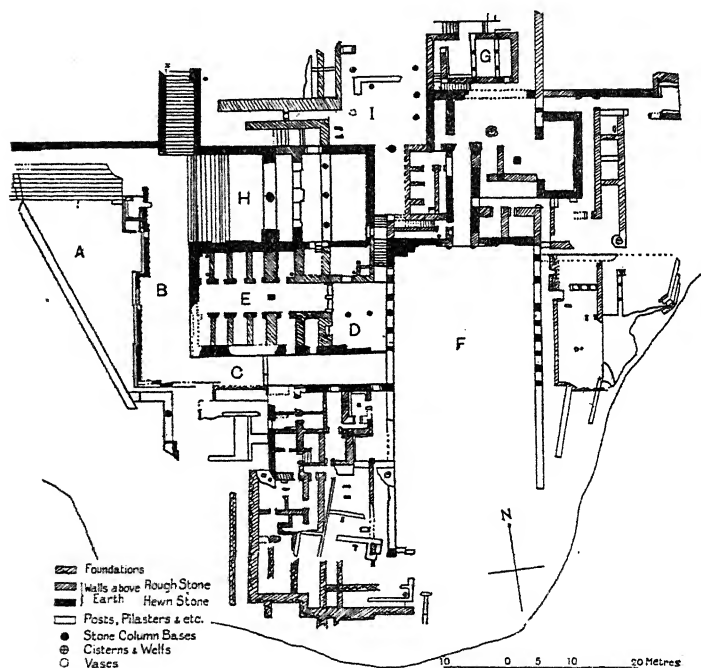 G
I
H
A
B
E
D
F
C
N
Foundations
Walls above Rough Stone
Earth Hewn Stone
Posts, Pilasters & etc.
Stone Column Bases
Cisterns & Wells
Vases
10 5 0 5 10 20 Metres